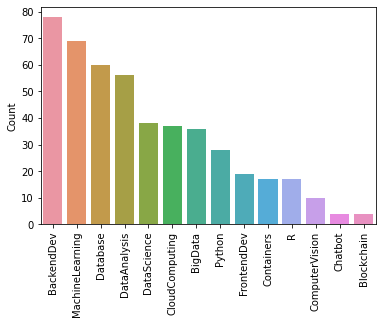 80
70
60
50
40
30
20
10
0
Count
BackendDev
MachineLearning
Database
DataAnalysis
DataScience
CloudComputing
BigData
Python
FrontendDev
Containers
R
ComputerVision
Chatbot
Blockchain